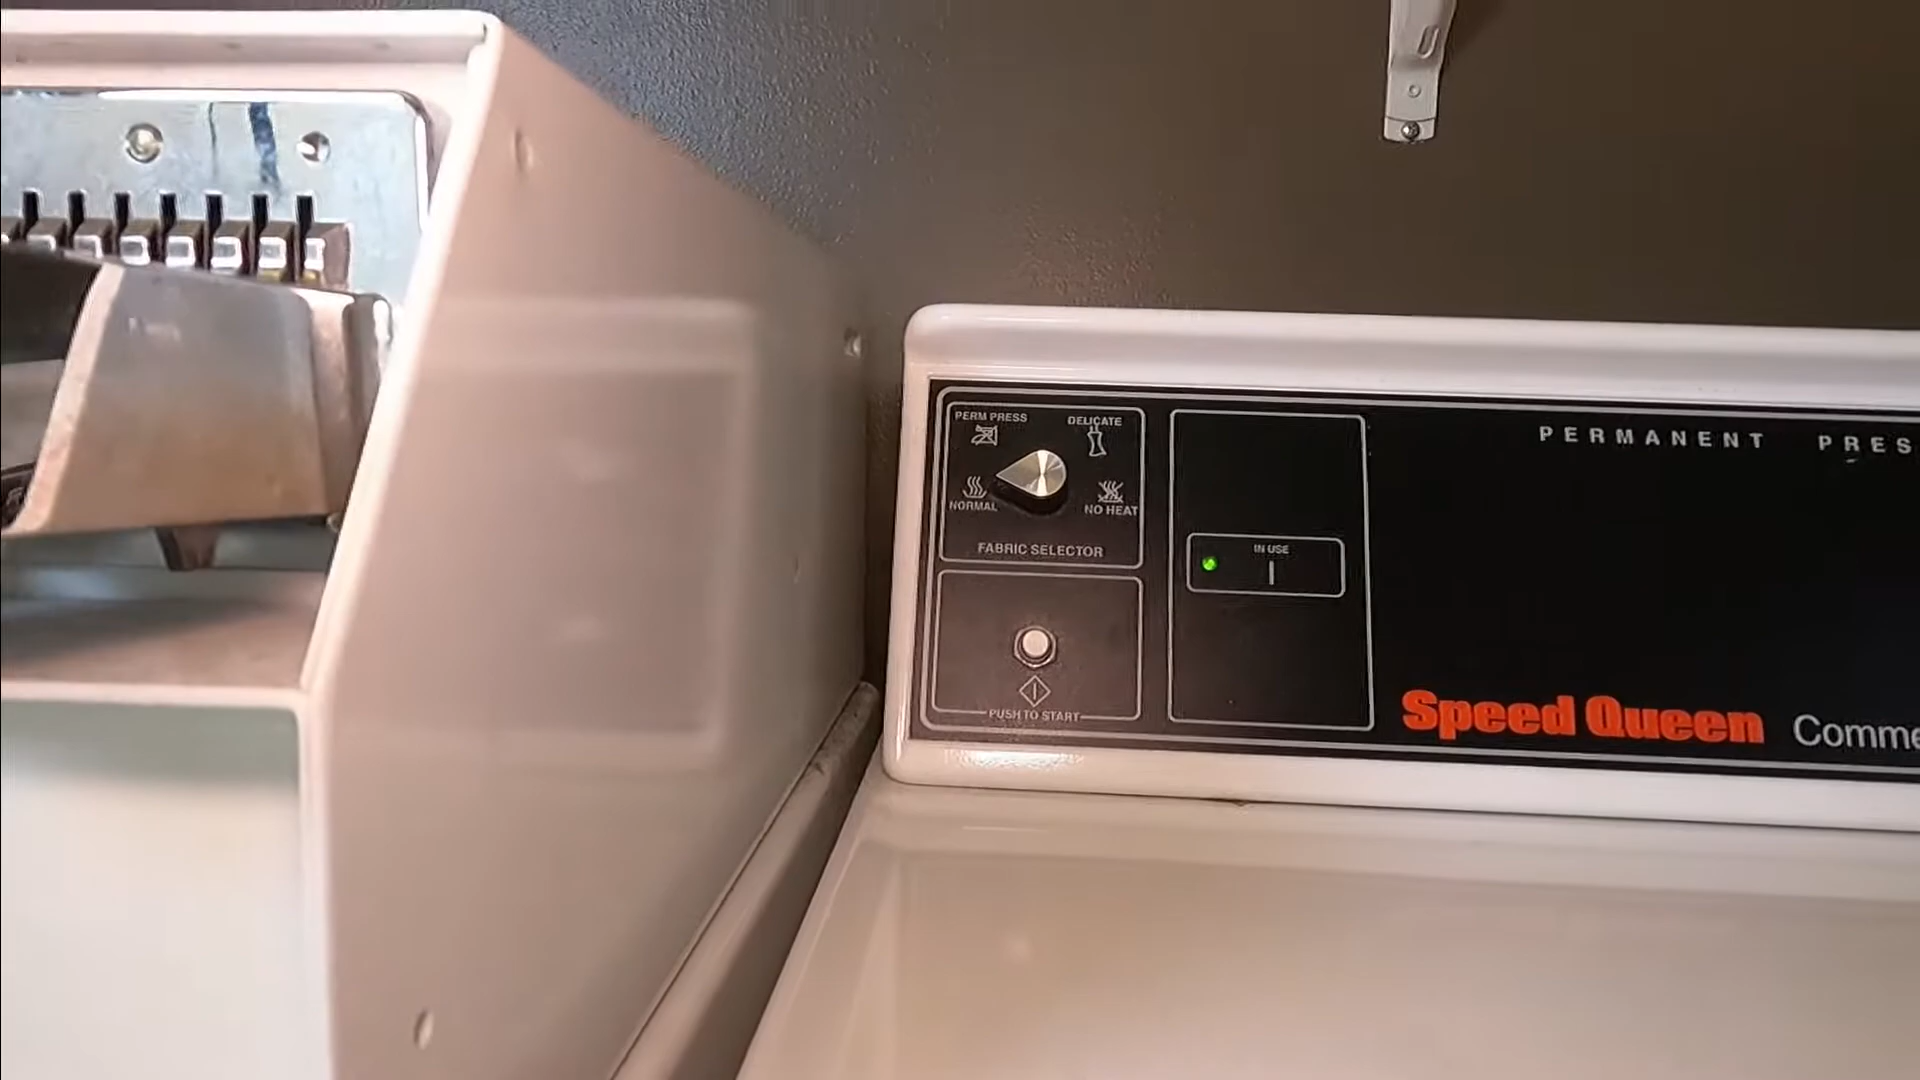 PERM PRESS
DELICATE
NORMAL
NO HEAT
FABRIC SELECTOR
IN USE
PUSH TO START
PERMANENT PRES
Speed Queen Comme